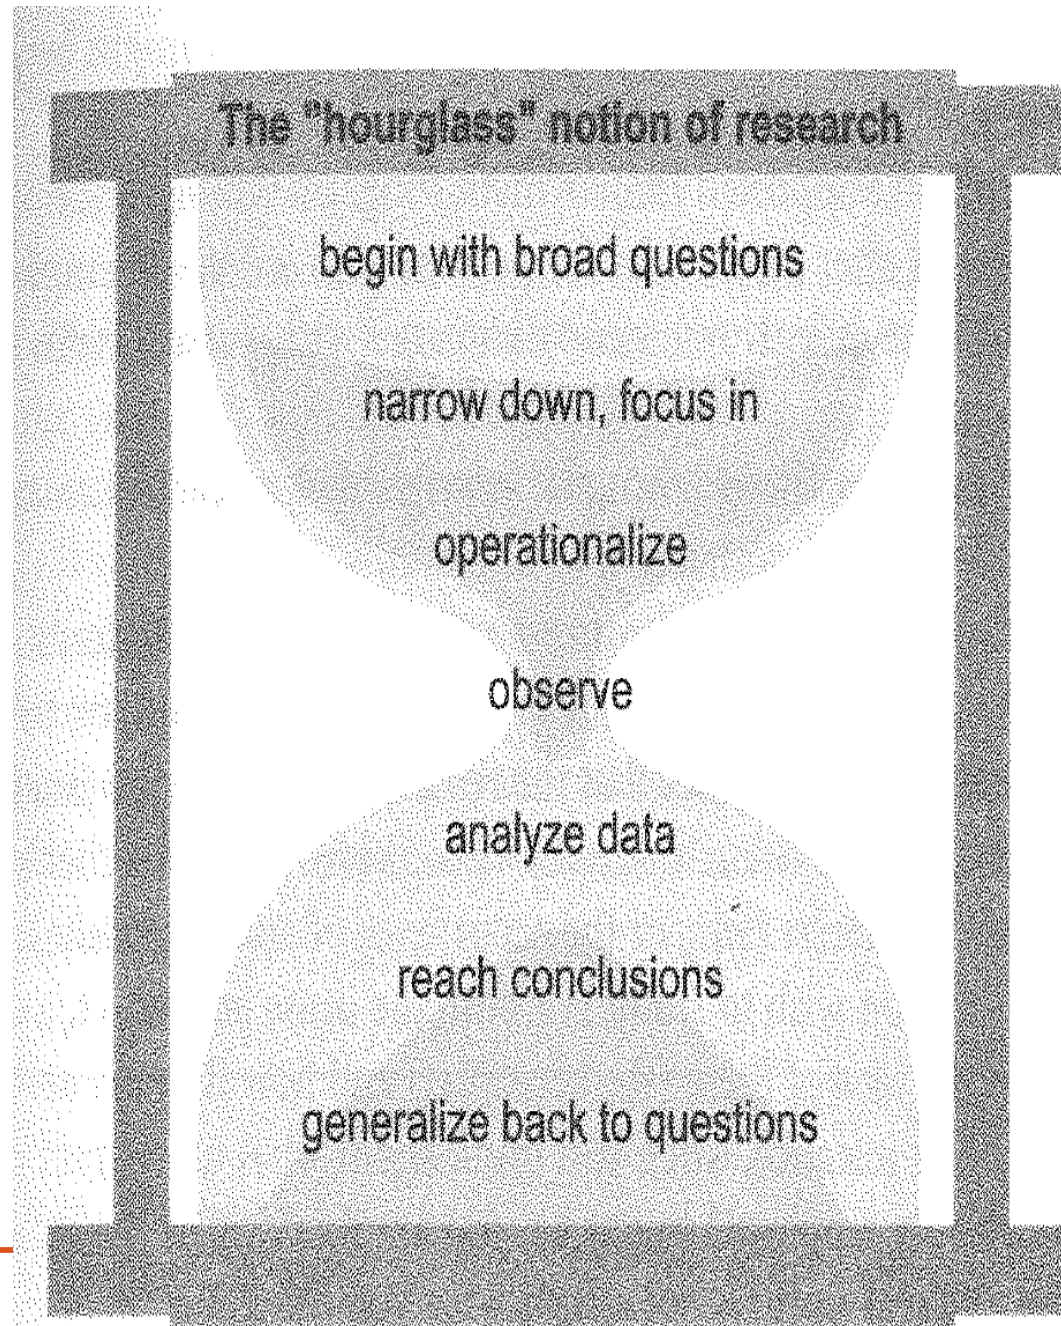 The "hourglass" notion of research
begin with broad questions
narrow down, focus in
operationalize
observe
analyze data
reach conclusions
generalize back to questions